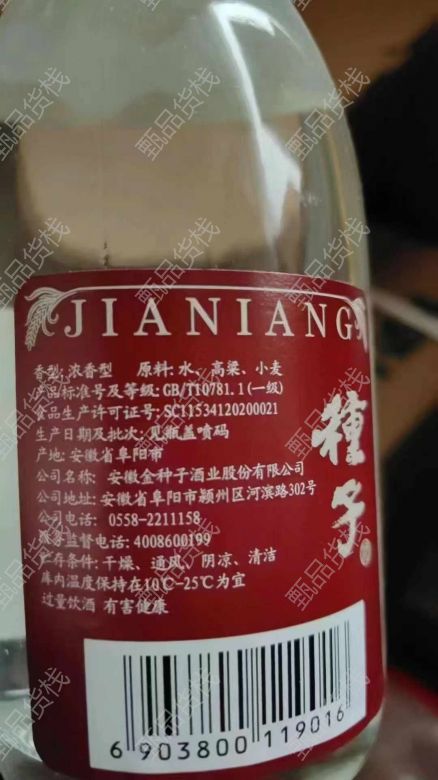 JIANIANG
香型: 浓香型 原料: 水、高粱、小麦
产品标准号及等级: GB/T10781.1(一级)
食品生产许可证号: SC11534120200021
生产日期及批次: 见瓶盖喷码
产地: 安徽省阜阳市
公司名称: 安徽金种子酒业股份有限公司
公司地址: 安徽省阜阳市颍州区河滨路302号
公司电话: 0558-2211158
服务监督电话: 4008600199
贮存条件: 干燥、通风、阴凉、清洁
库内温度保持在10℃-25℃为宜
过量饮酒 有害健康
種子
6 903800 119016
甄品货栈